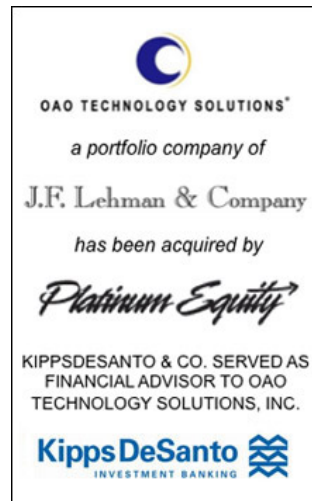 OAO TECHNOLOGY SOLUTIONS®
a portfolio company of
J.F. Lehman & Company
has been acquired by
Platinum Equity
KIPPSDESANTO & CO. SERVED AS
FINANCIAL ADVISOR TO OAO
TECHNOLOGY SOLUTIONS, INC.
KippsDeSanto
INVESTMENT BANKING